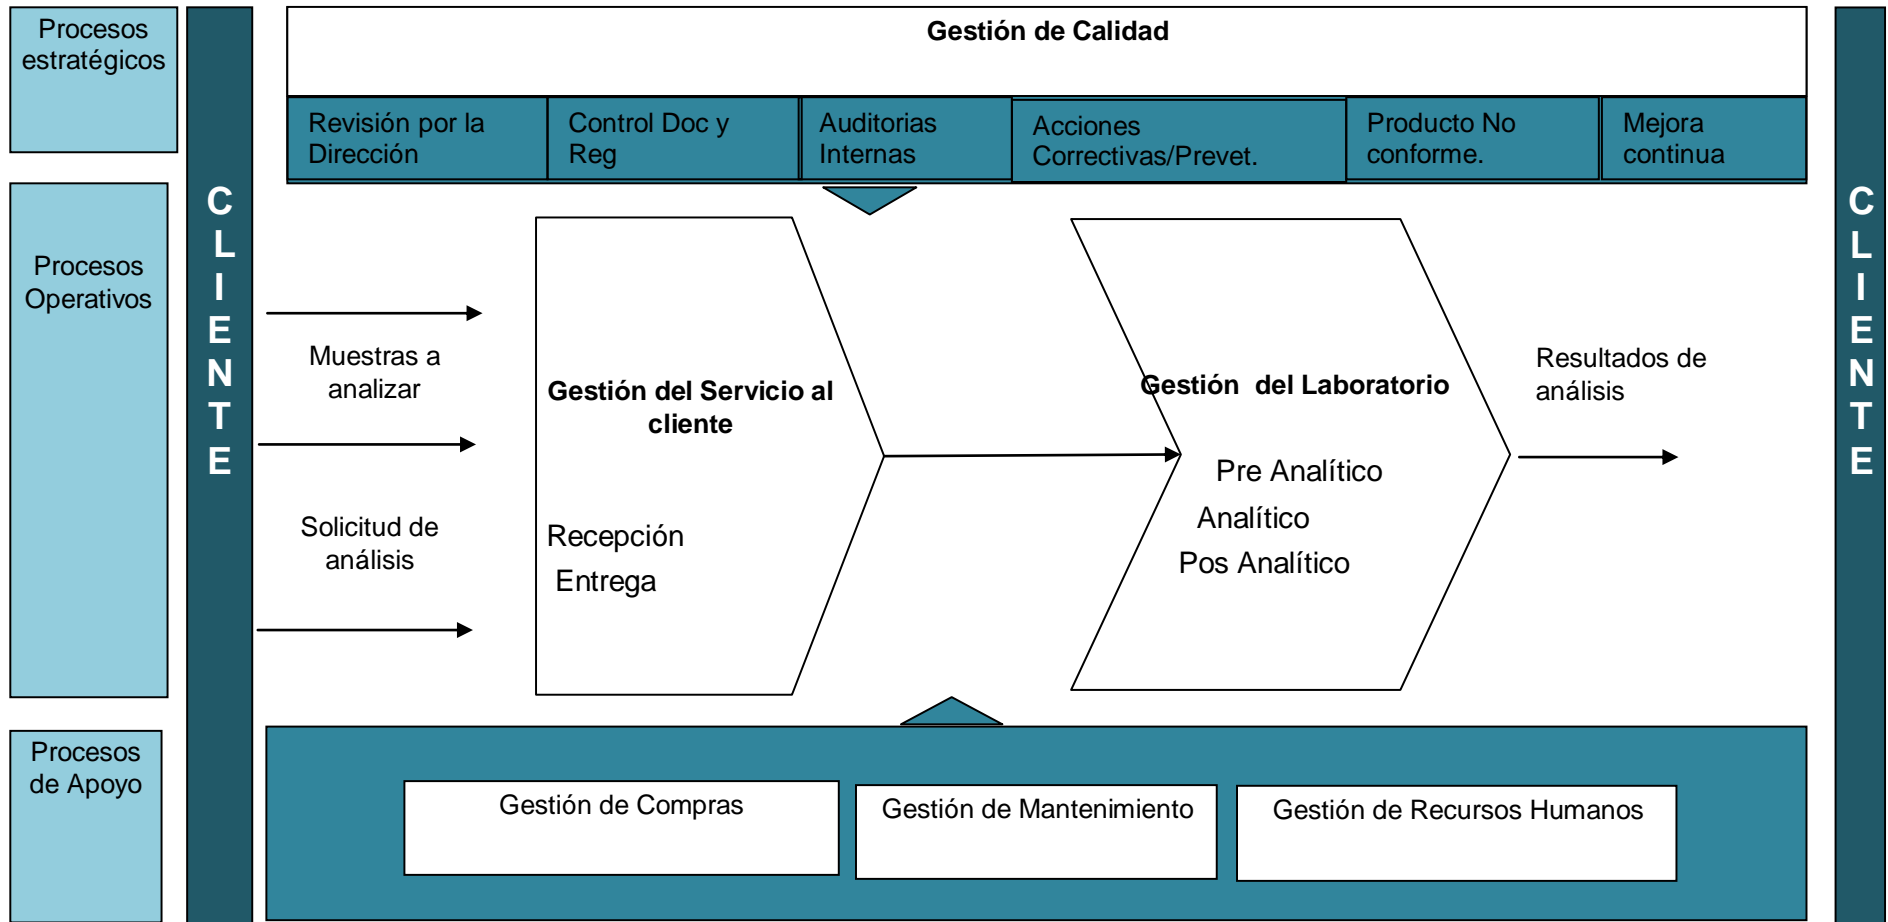 Procesos
estratégicos
Gestión de Calidad
Revisión por la
Dirección
Control Doc y
Reg
Auditorias
Internas
Acciones
Correctivas/Prevet.
Producto No
conforme.
Mejora
continua
Procesos
Operativos
C
L
I
E
N
T
E
Muestras a
analizar
Solicitud de
análisis
Gestión del Servicio al
cliente
Recepción
Entrega
Gestión  del Laboratorio
Pre Analítico
Analítico
Pos Analítico
Resultados de
análisis
C
L
I
E
N
T
E
Procesos
de Apoyo
Gestión de Compras
Gestión de Mantenimiento
Gestión de Recursos Humanos